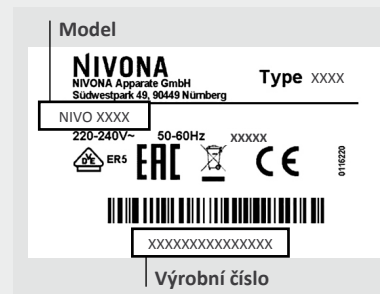 Model
NIVONA
NIVONA Apparate GmbH
Südwestpark 49, 90449 Nürnberg
Type XXXX
NIVO XXXX
220-240V~ 50-60Hz XXXXX
VDE ER5 EAC CE
0116220
XXXXXXXXXXXXXXX
Výrobní číslo